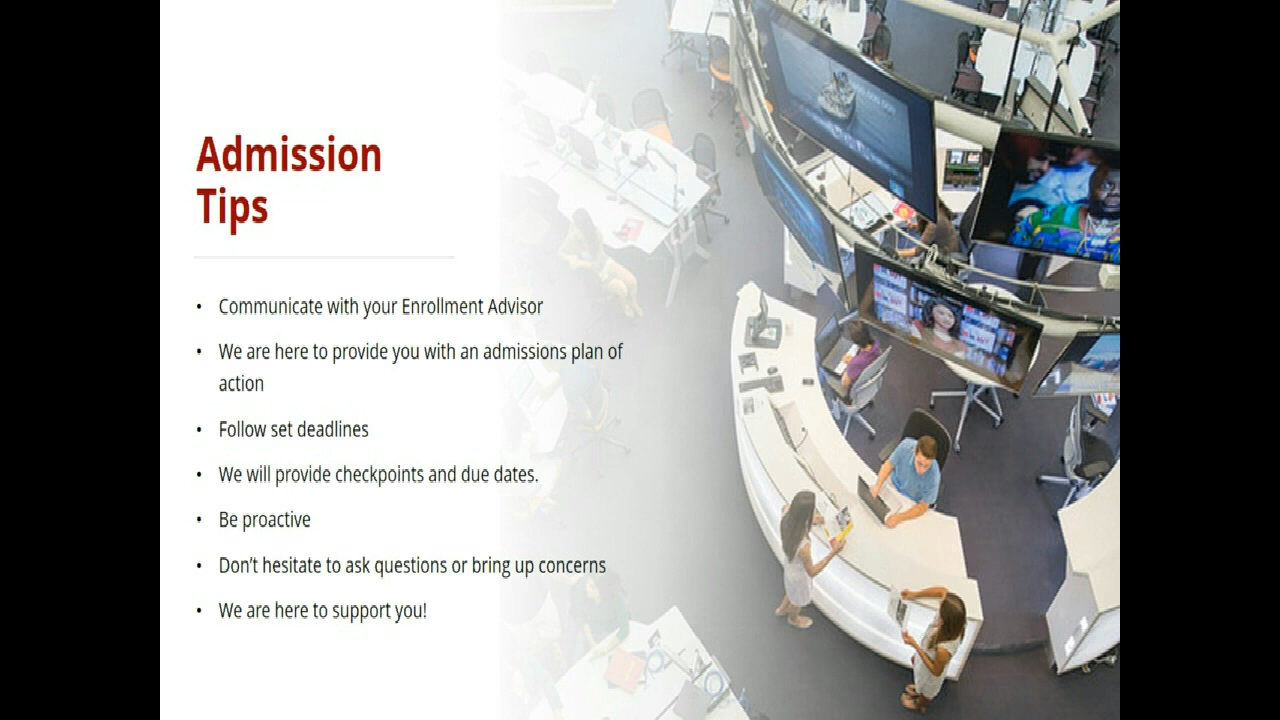 Admission
Tips
• Communicate with your Enrollment Advisor
• We are here to provide you with an admissions plan of
action
• Follow set deadlines
• We will provide checkpoints and due dates.
• Be proactive
• Don’t hesitate to ask questions or bring up concerns
• We are here to support you!